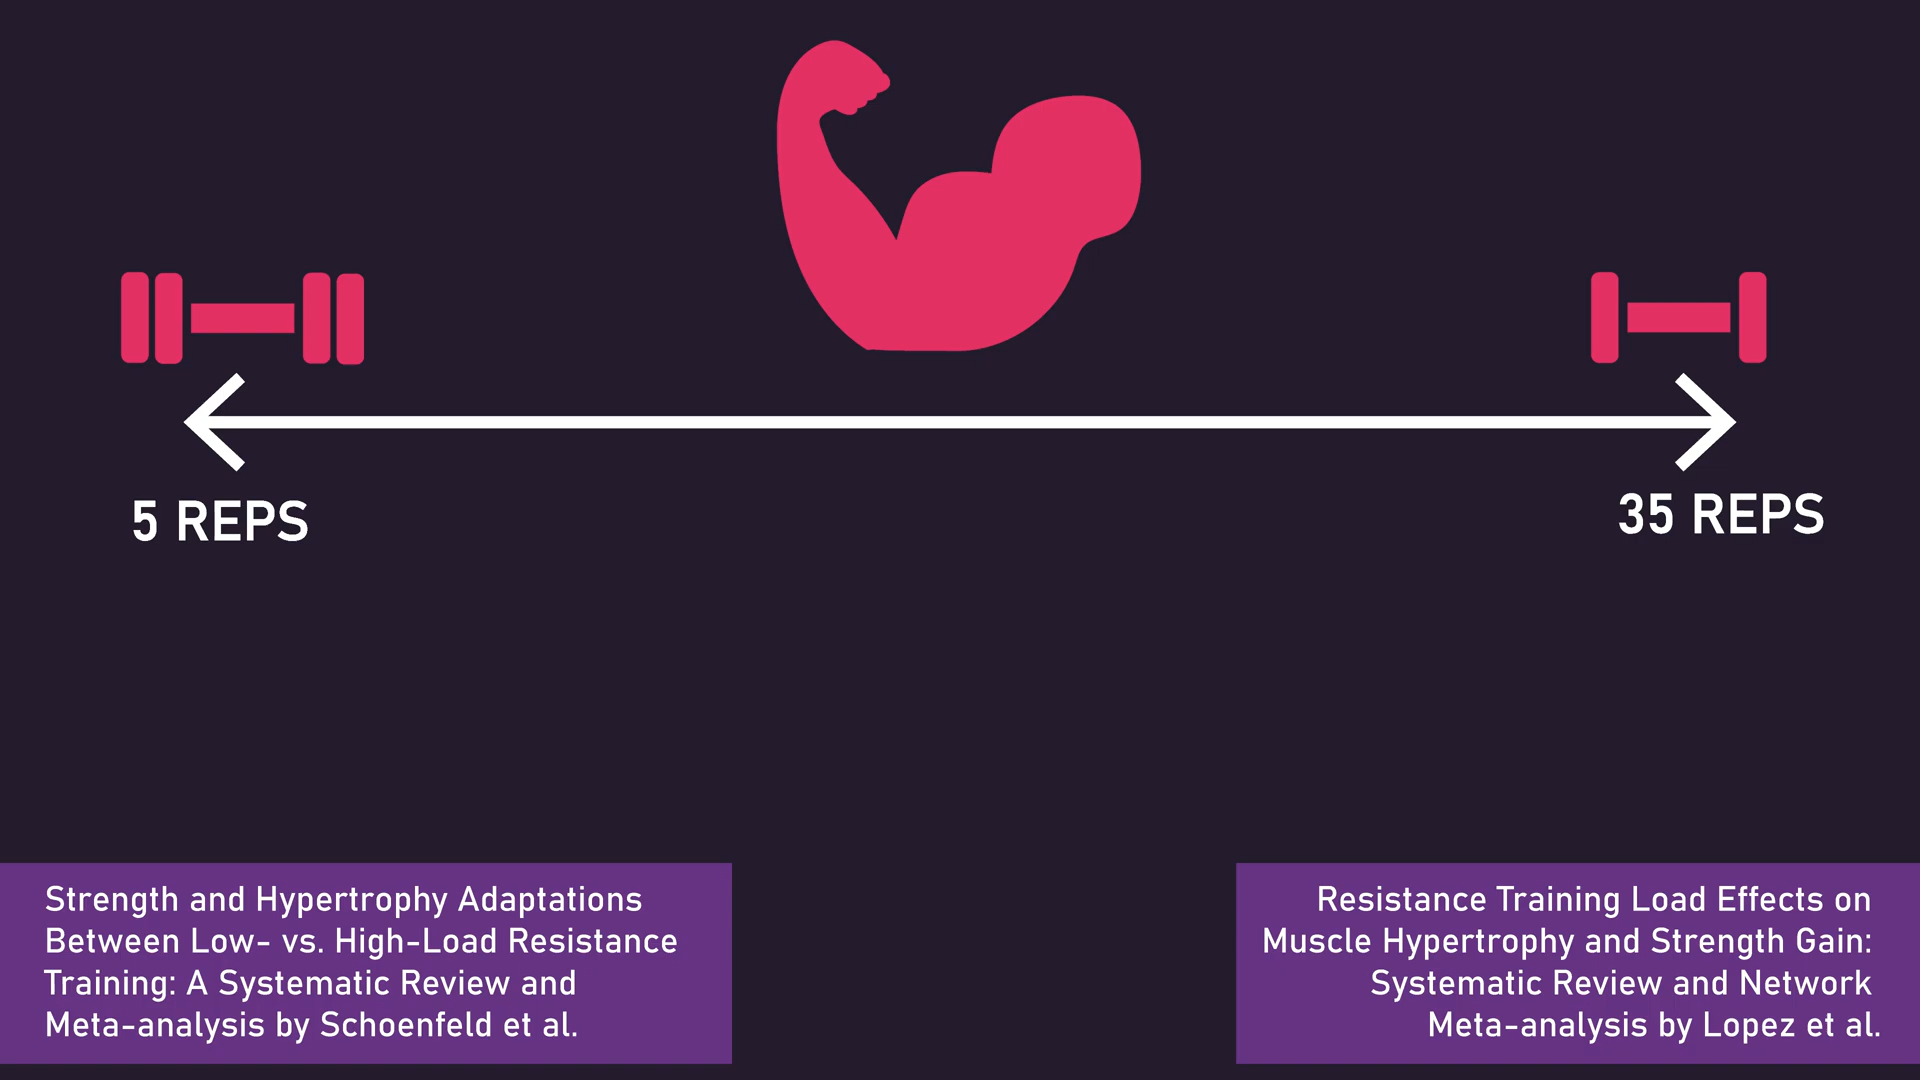 5 REPS
35 REPS
Strength and Hypertrophy Adaptations
Between Low- vs. High-Load Resistance
Training: A Systematic Review and
Meta-analysis by Schoenfeld et al.
Resistance Training Load Effects on
Muscle Hypertrophy and Strength Gain:
Systematic Review and Network
Meta-analysis by Lopez et al.